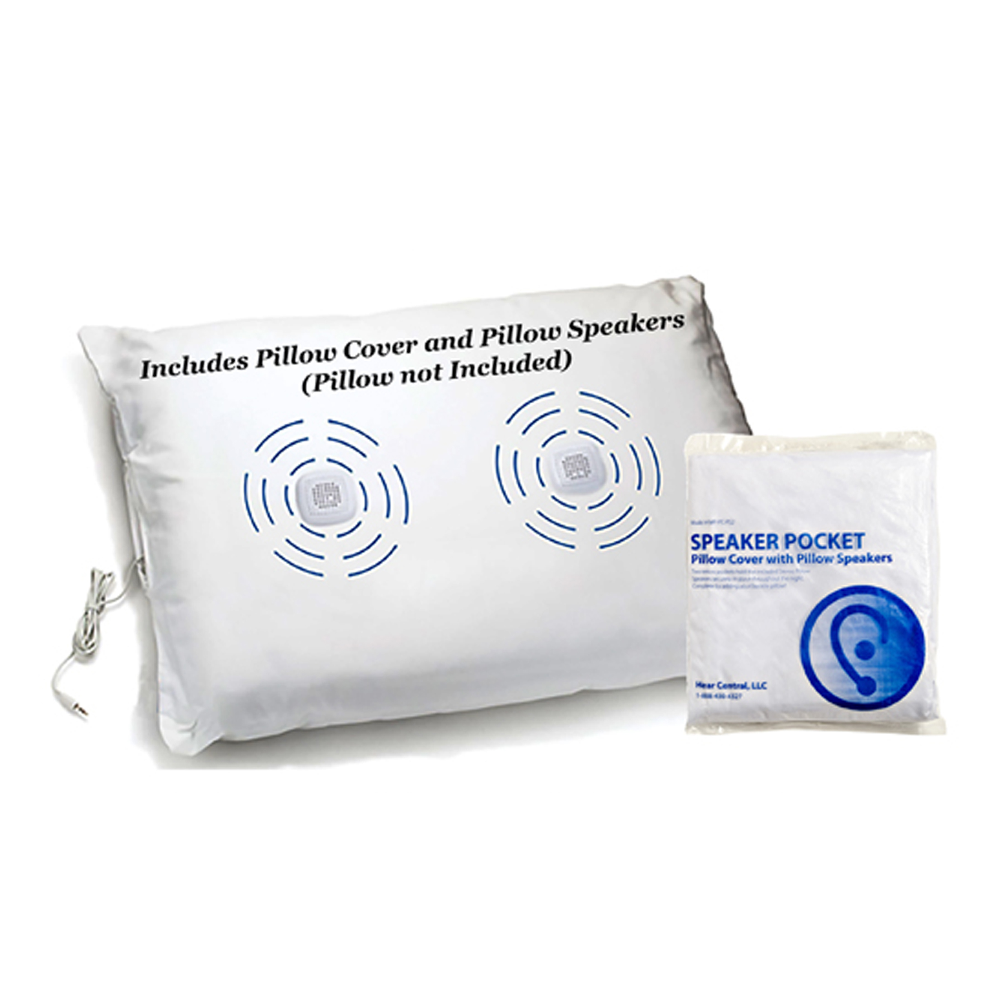 Includes Pillow Cover and Pillow Speakers
(Pillow not Included)
SPEAKER POCKET
Pillow Cover with Pillow Speakers
Hear Central, LLC